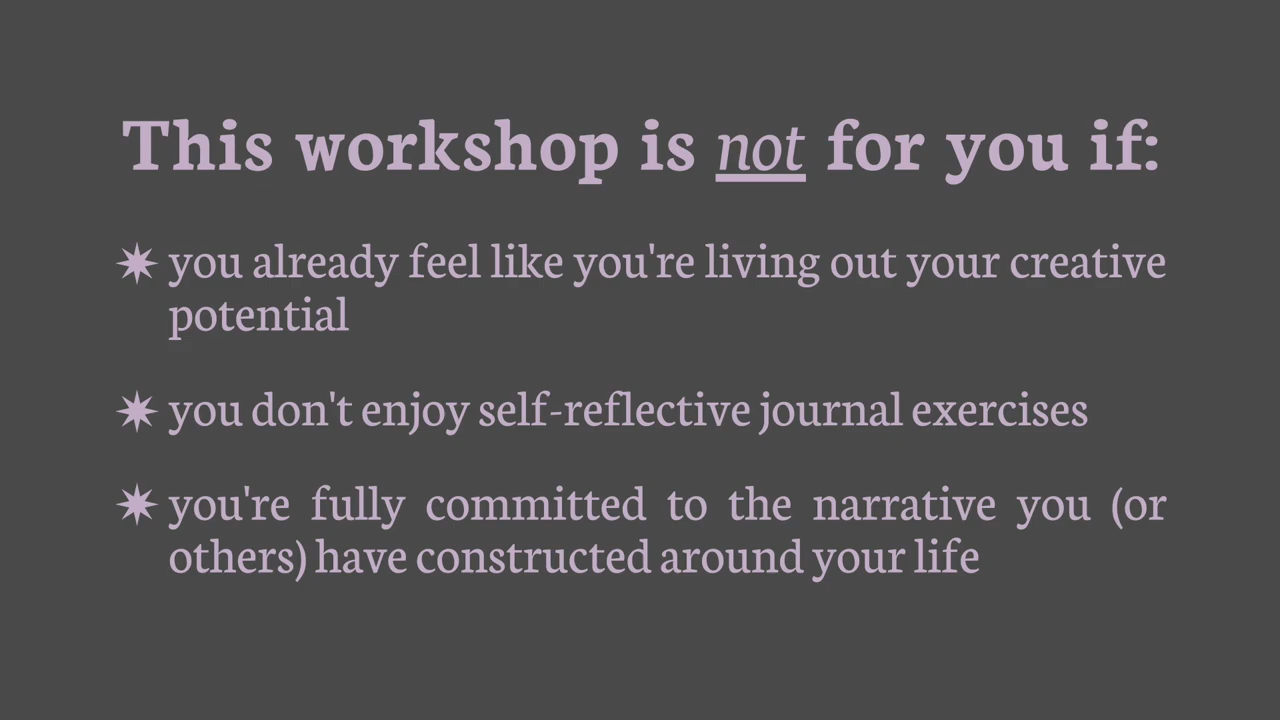 This workshop is not for you if:
✷ you already feel like you're living out your creative
potential
✷ you don't enjoy self-reflective journal exercises
✷ you're fully committed to the narrative you (or
others) have constructed around your life